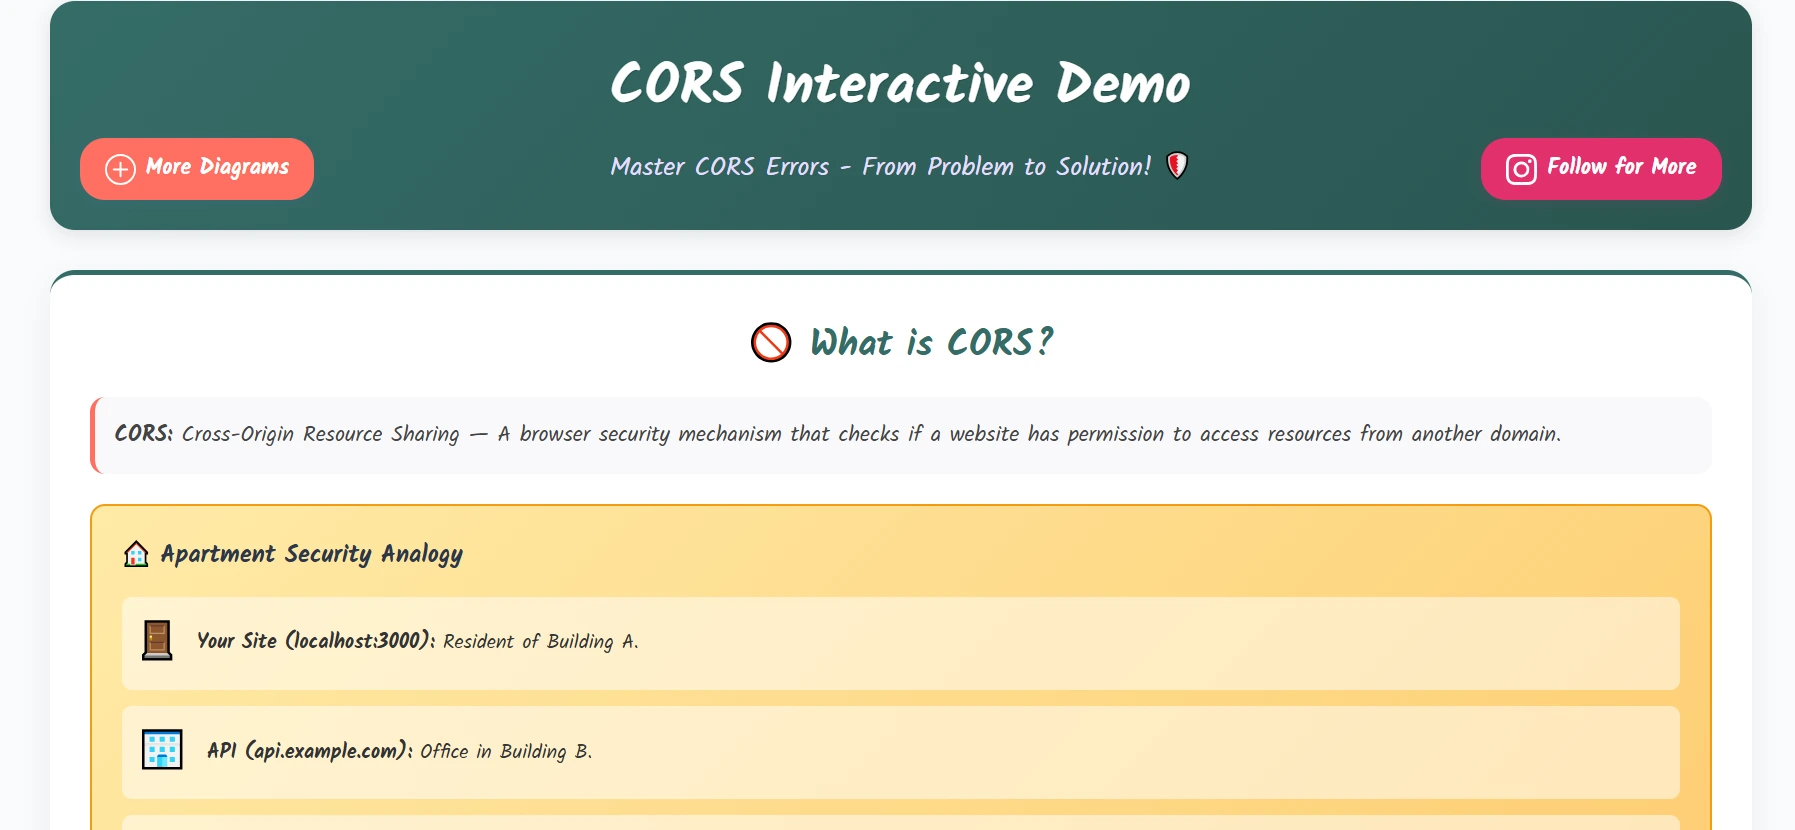 CORS Interactive Demo
More Diagrams
Master CORS Errors - From Problem to Solution!
Follow for More
What is CORS?
CORS: Cross-Origin Resource Sharing — A browser security mechanism that checks if a website has permission to access resources from another domain.
Apartment Security Analogy
Your Site (localhost:3000): Resident of Building A.
API (api.example.com): Office in Building B.